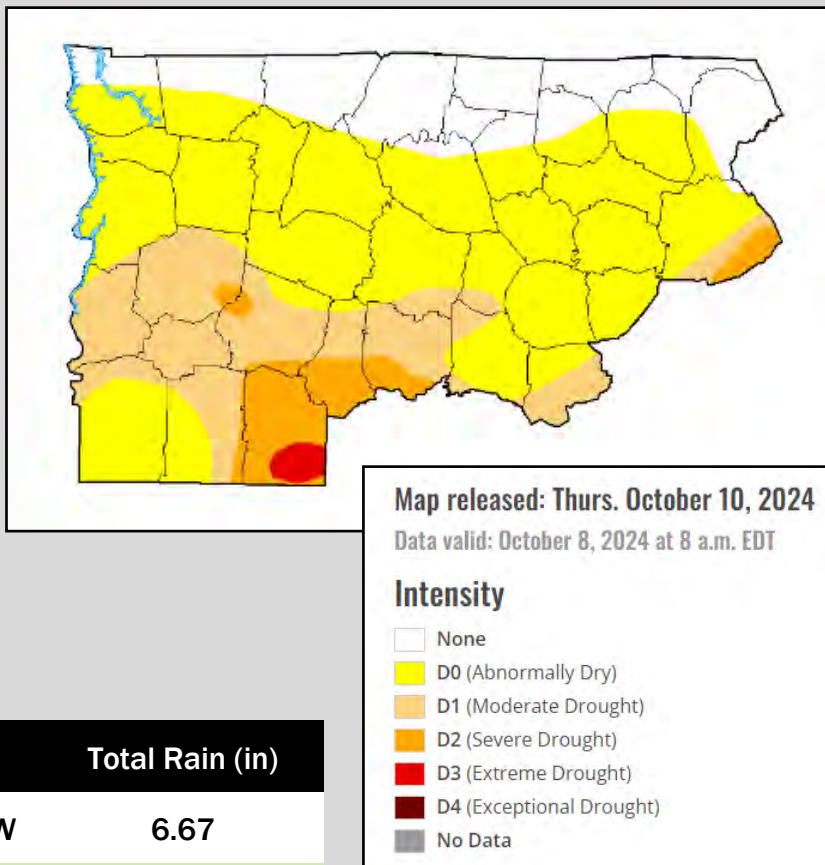 Map released: Thurs. October 10, 2024
Data valid: October 8, 2024 at 8 a.m. EDT
Intensity
None
D0 (Abnormally Dry)
D1 (Moderate Drought)
D2 (Severe Drought)
D3 (Extreme Drought)
D4 (Exceptional Drought)
No Data
Total Rain (in)
W 6.67